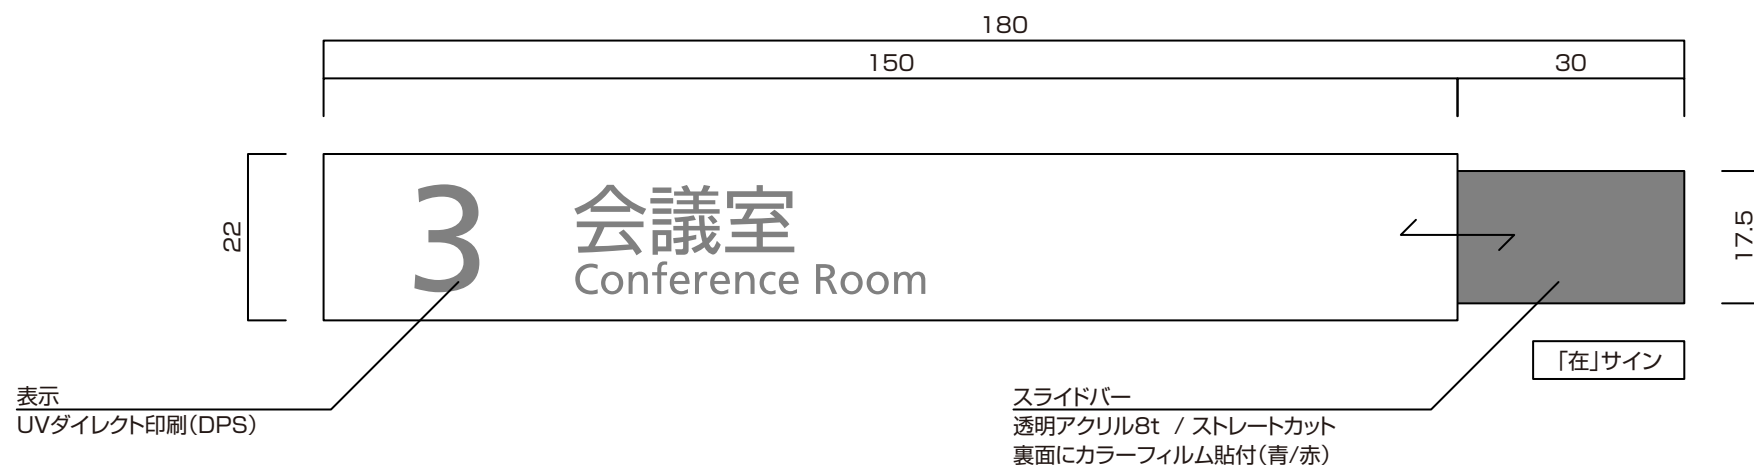 180
150
30
22
3
会議室
Conference Room
17.5
「在」サイン
表示
UVダイレクト印刷(DPS)
スライドバー
透明アクリル8t / ストレートカット
裏面にカラーフィルム貼付(青/赤)